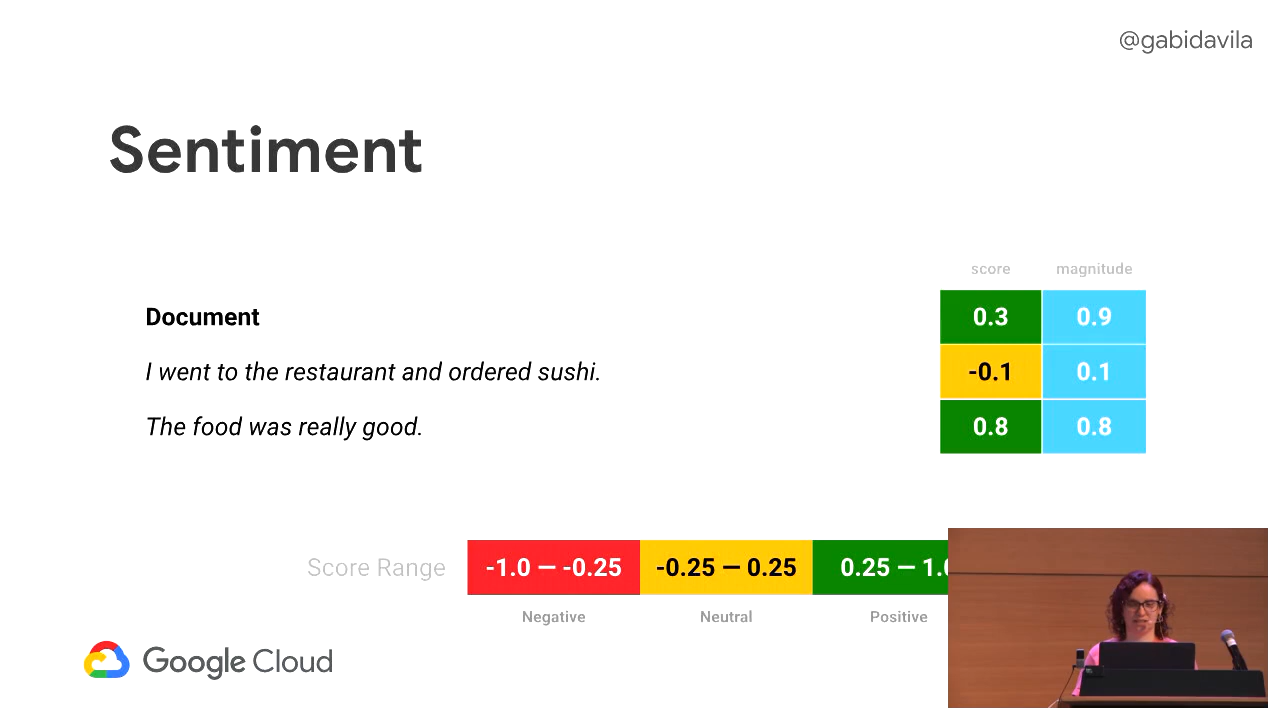 @gabidavila
Sentiment
score magnitude
Document 0.3 0.9
I went to the restaurant and ordered sushi. -0.1 0.1
The food was really good. 0.8 0.8
Score Range -1.0 — -0.25 -0.25 — 0.25 0.25 — 1.0
Negative Neutral Positive
Google Cloud